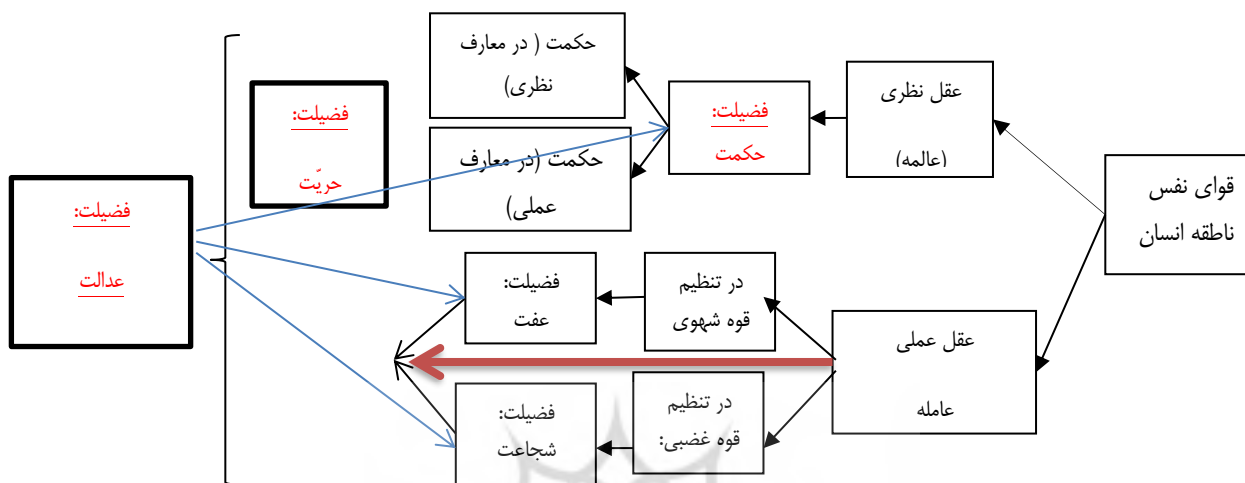 قوای نفس
ناطقه انسان
عقل نظری
(عالمه)
فضیلت:
حکمت
حکمت ( در معارف
نظری)
حکمت (در معارف
عملی)
فضیلت:
حریّت
عقل عملی
عامله
در تنظیم
قوه شهوی
فضیلت:
عفت
در تنظیم
قوه غضبی:
فضیلت:
شجاعت
فضیلت:
عدالت